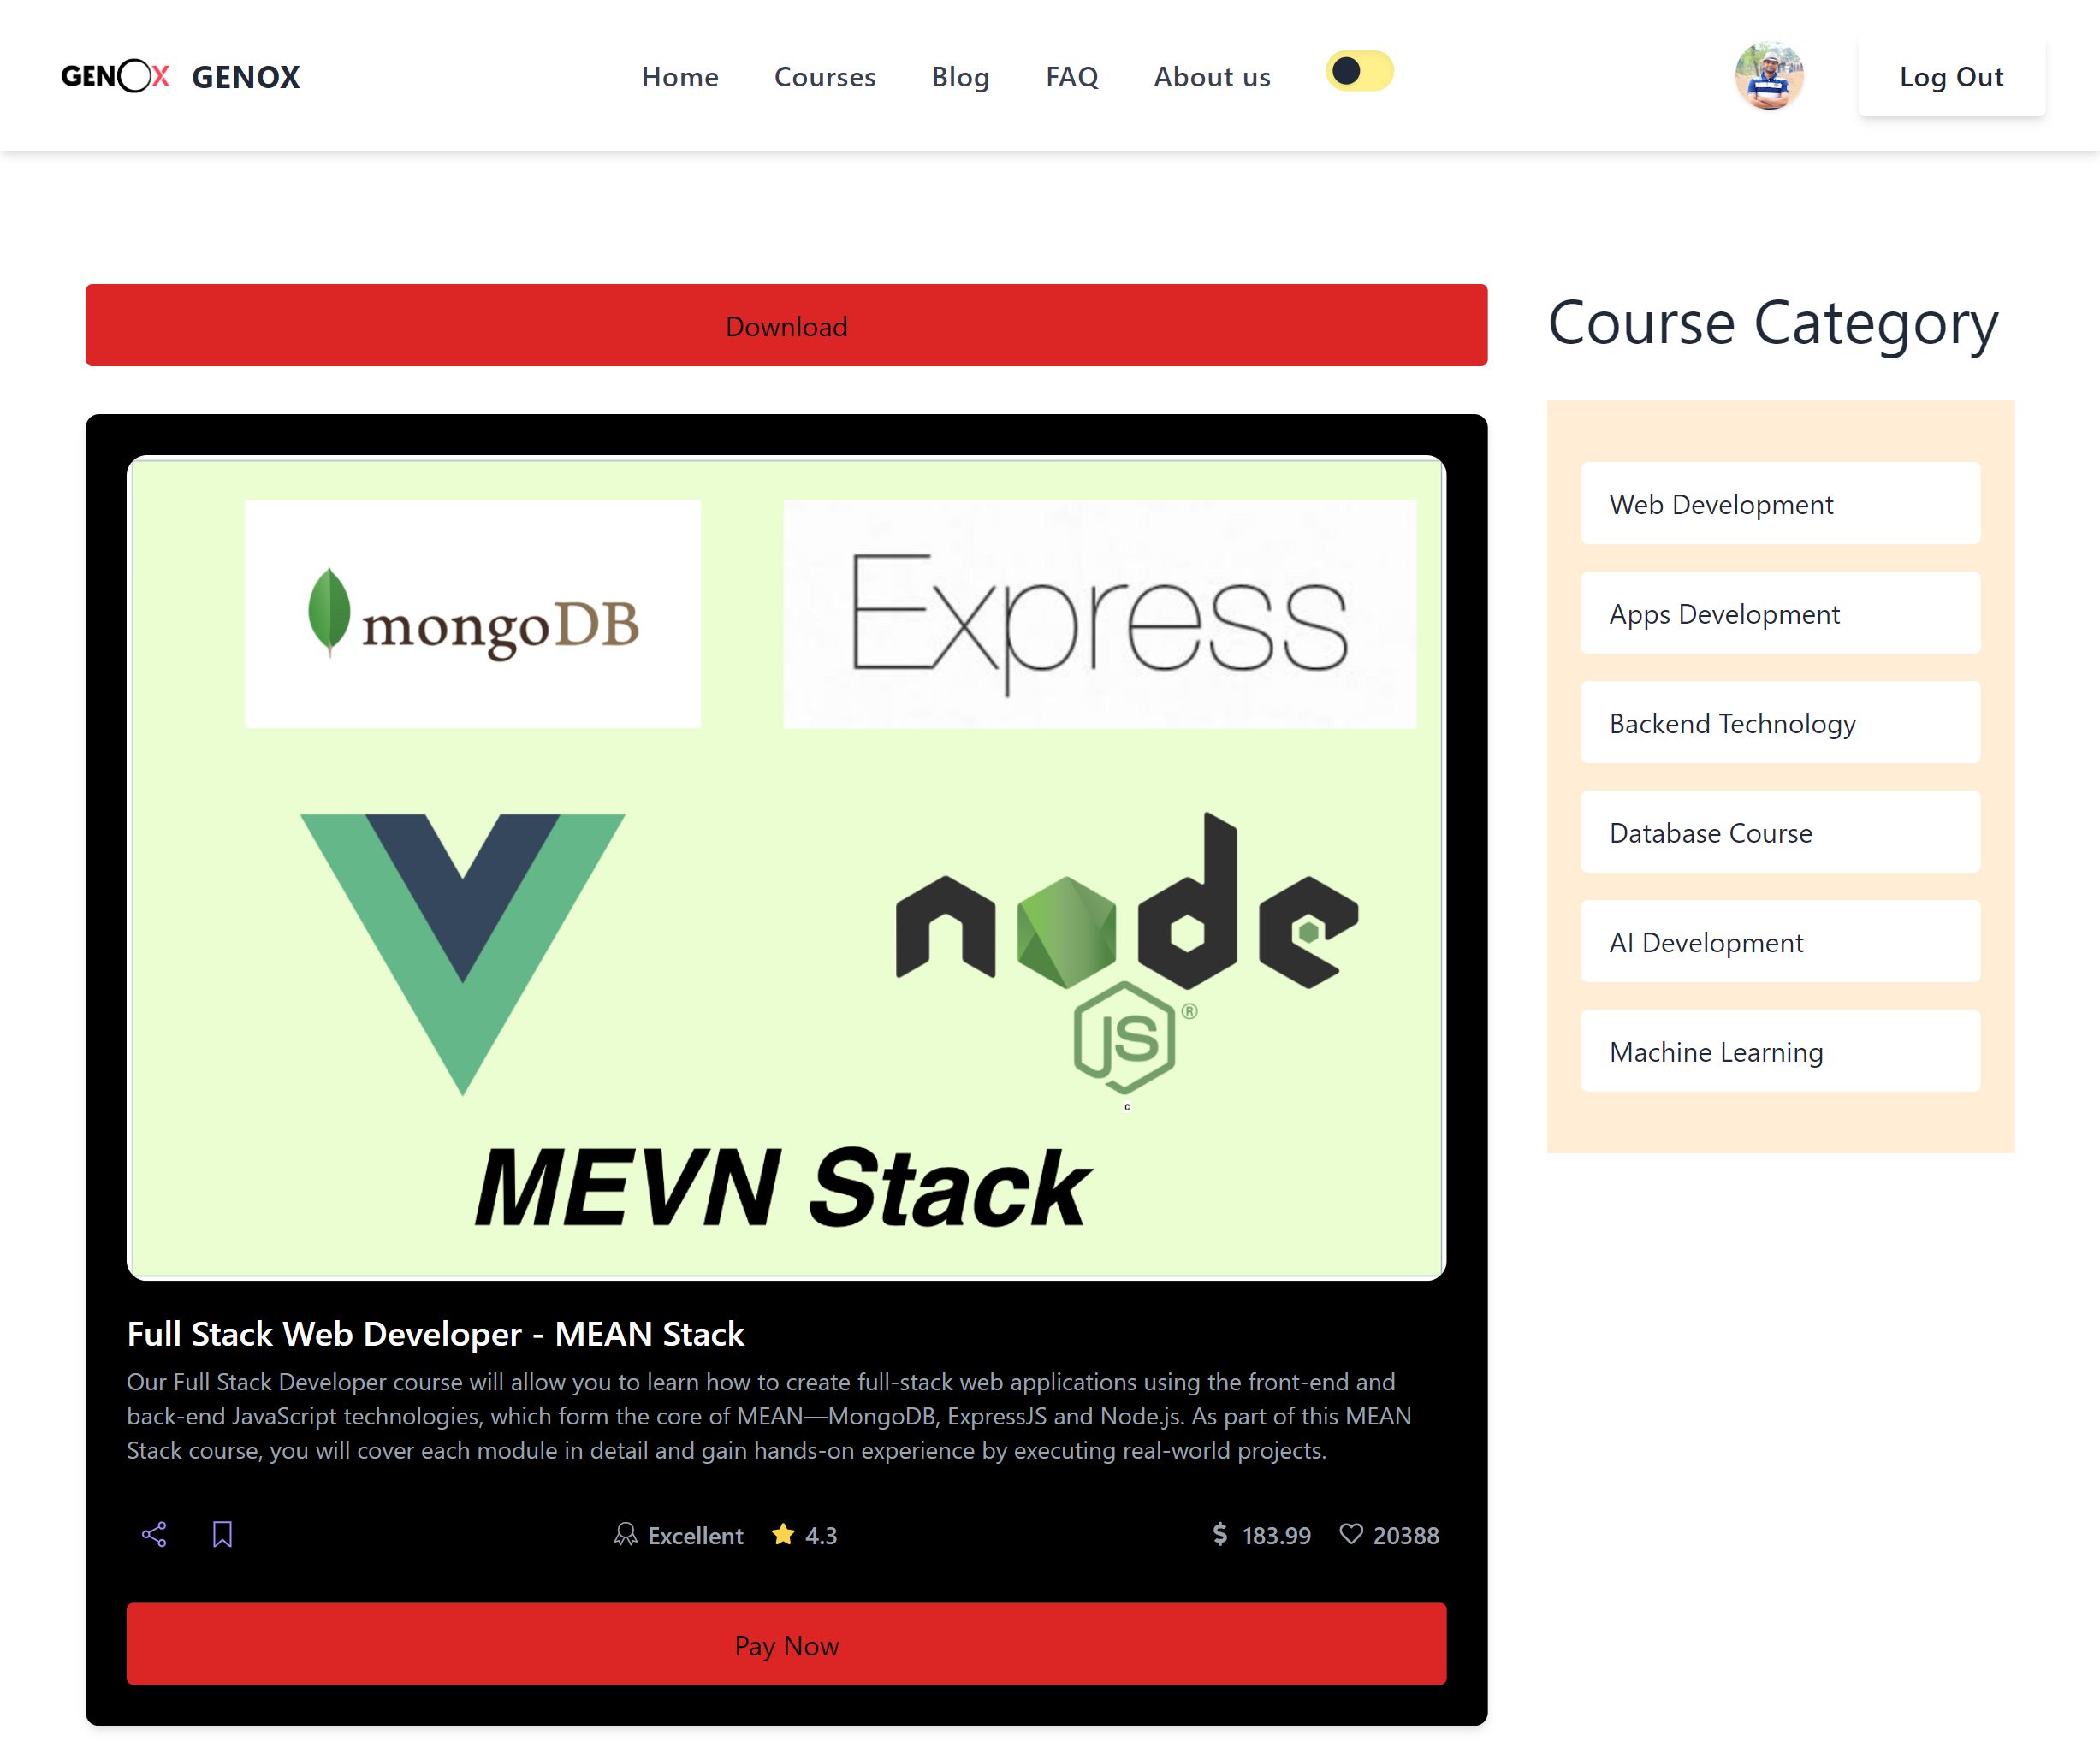 GENOX GENOX Home Courses Blog FAQ About us Log Out
Download
Course Category
Web Development
Apps Development
Backend Technology
Database Course
AI Development
Machine Learning
mongoDB Express
node
JS ®
c
MEVN Stack
Full Stack Web Developer - MEAN Stack
Our Full Stack Developer course will allow you to learn how to create full-stack web applications using the front-end and
back-end JavaScript technologies, which form the core of MEAN—MongoDB, ExpressJS and Node.js. As part of this MEAN
Stack course, you will cover each module in detail and gain hands-on experience by executing real-world projects.
Excellent 4.3 $ 183.99 20388
Pay Now